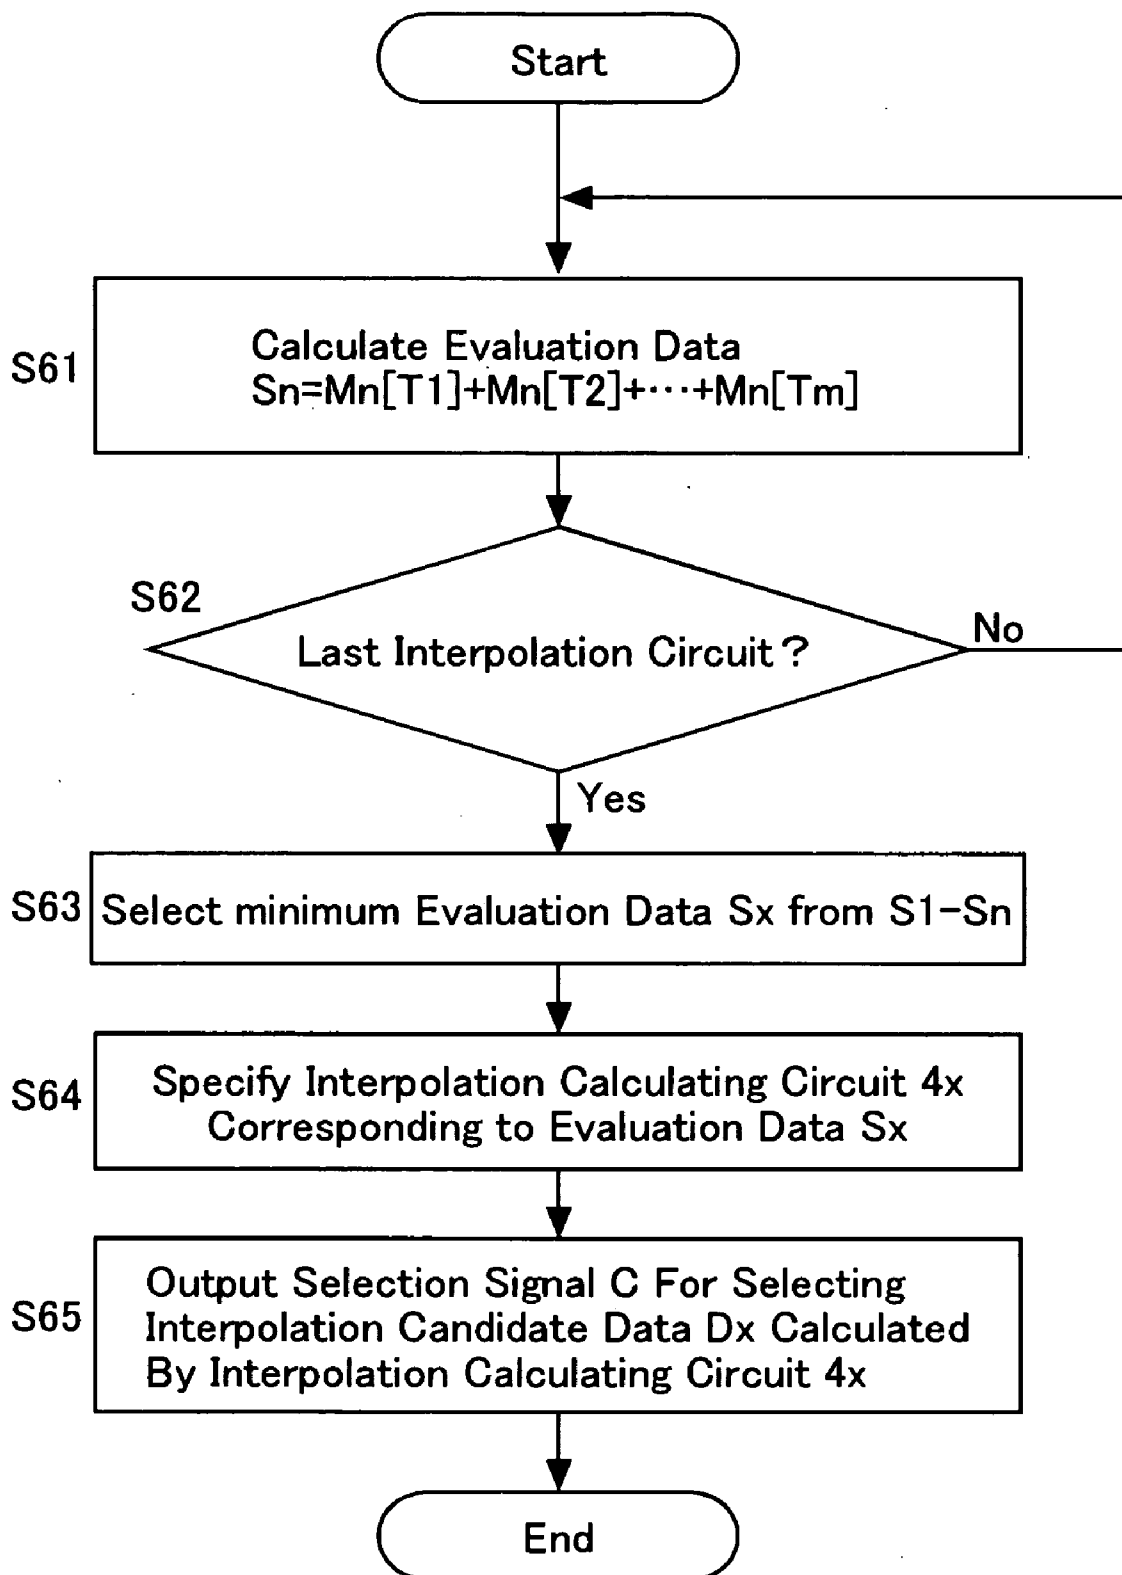 Start
S61
Calculate Evaluation Data
Sn=Mn[T1]+Mn[T2]+···+Mn[Tm]
S62
Last Interpolation Circuit?
No
Yes
S63
Select minimum Evaluation Data Sx from S1-Sn
S64
Specify Interpolation Calculating Circuit 4x
Corresponding to Evaluation Data Sx
S65
Output Selection Signal C For Selecting
Interpolation Candidate Data Dx Calculated
By Interpolation Calculating Circuit 4x
End